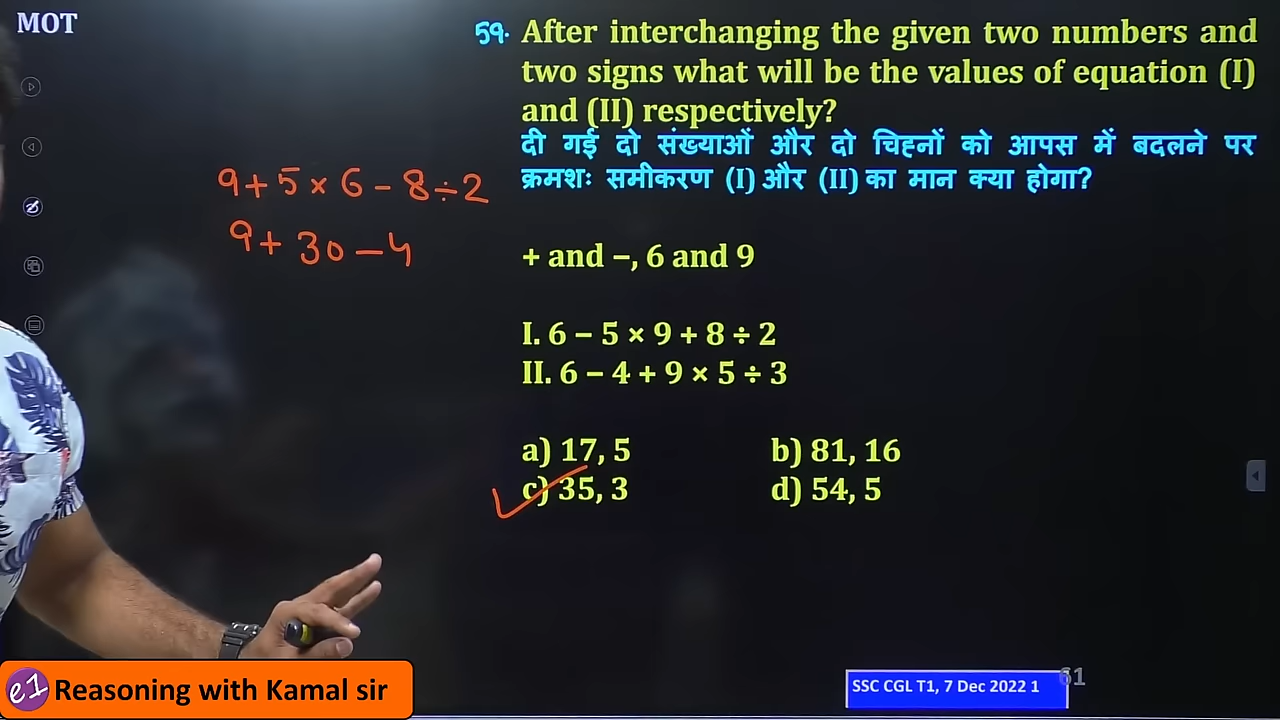 MOT
59. After interchanging the given two numbers and
two signs what will be the values of equation (I)
and (II) respectively?
दी गई दो संख्याओं और दो चिह्नों को आपस में बदलने पर
क्रमशः समीकरण (I) और (II) का मान क्या होगा?
9 + 5 × 6 − 8 ÷ 2
9 + 30 − 4
+ and −, 6 and 9
I. 6 − 5 × 9 + 8 ÷ 2
II. 6 − 4 + 9 × 5 ÷ 3
a) 17, 5 b) 81, 16
c) 35, 3 d) 54, 5
e1 Reasoning with Kamal sir
SSC CGL T1, 7 Dec 2022 1
61